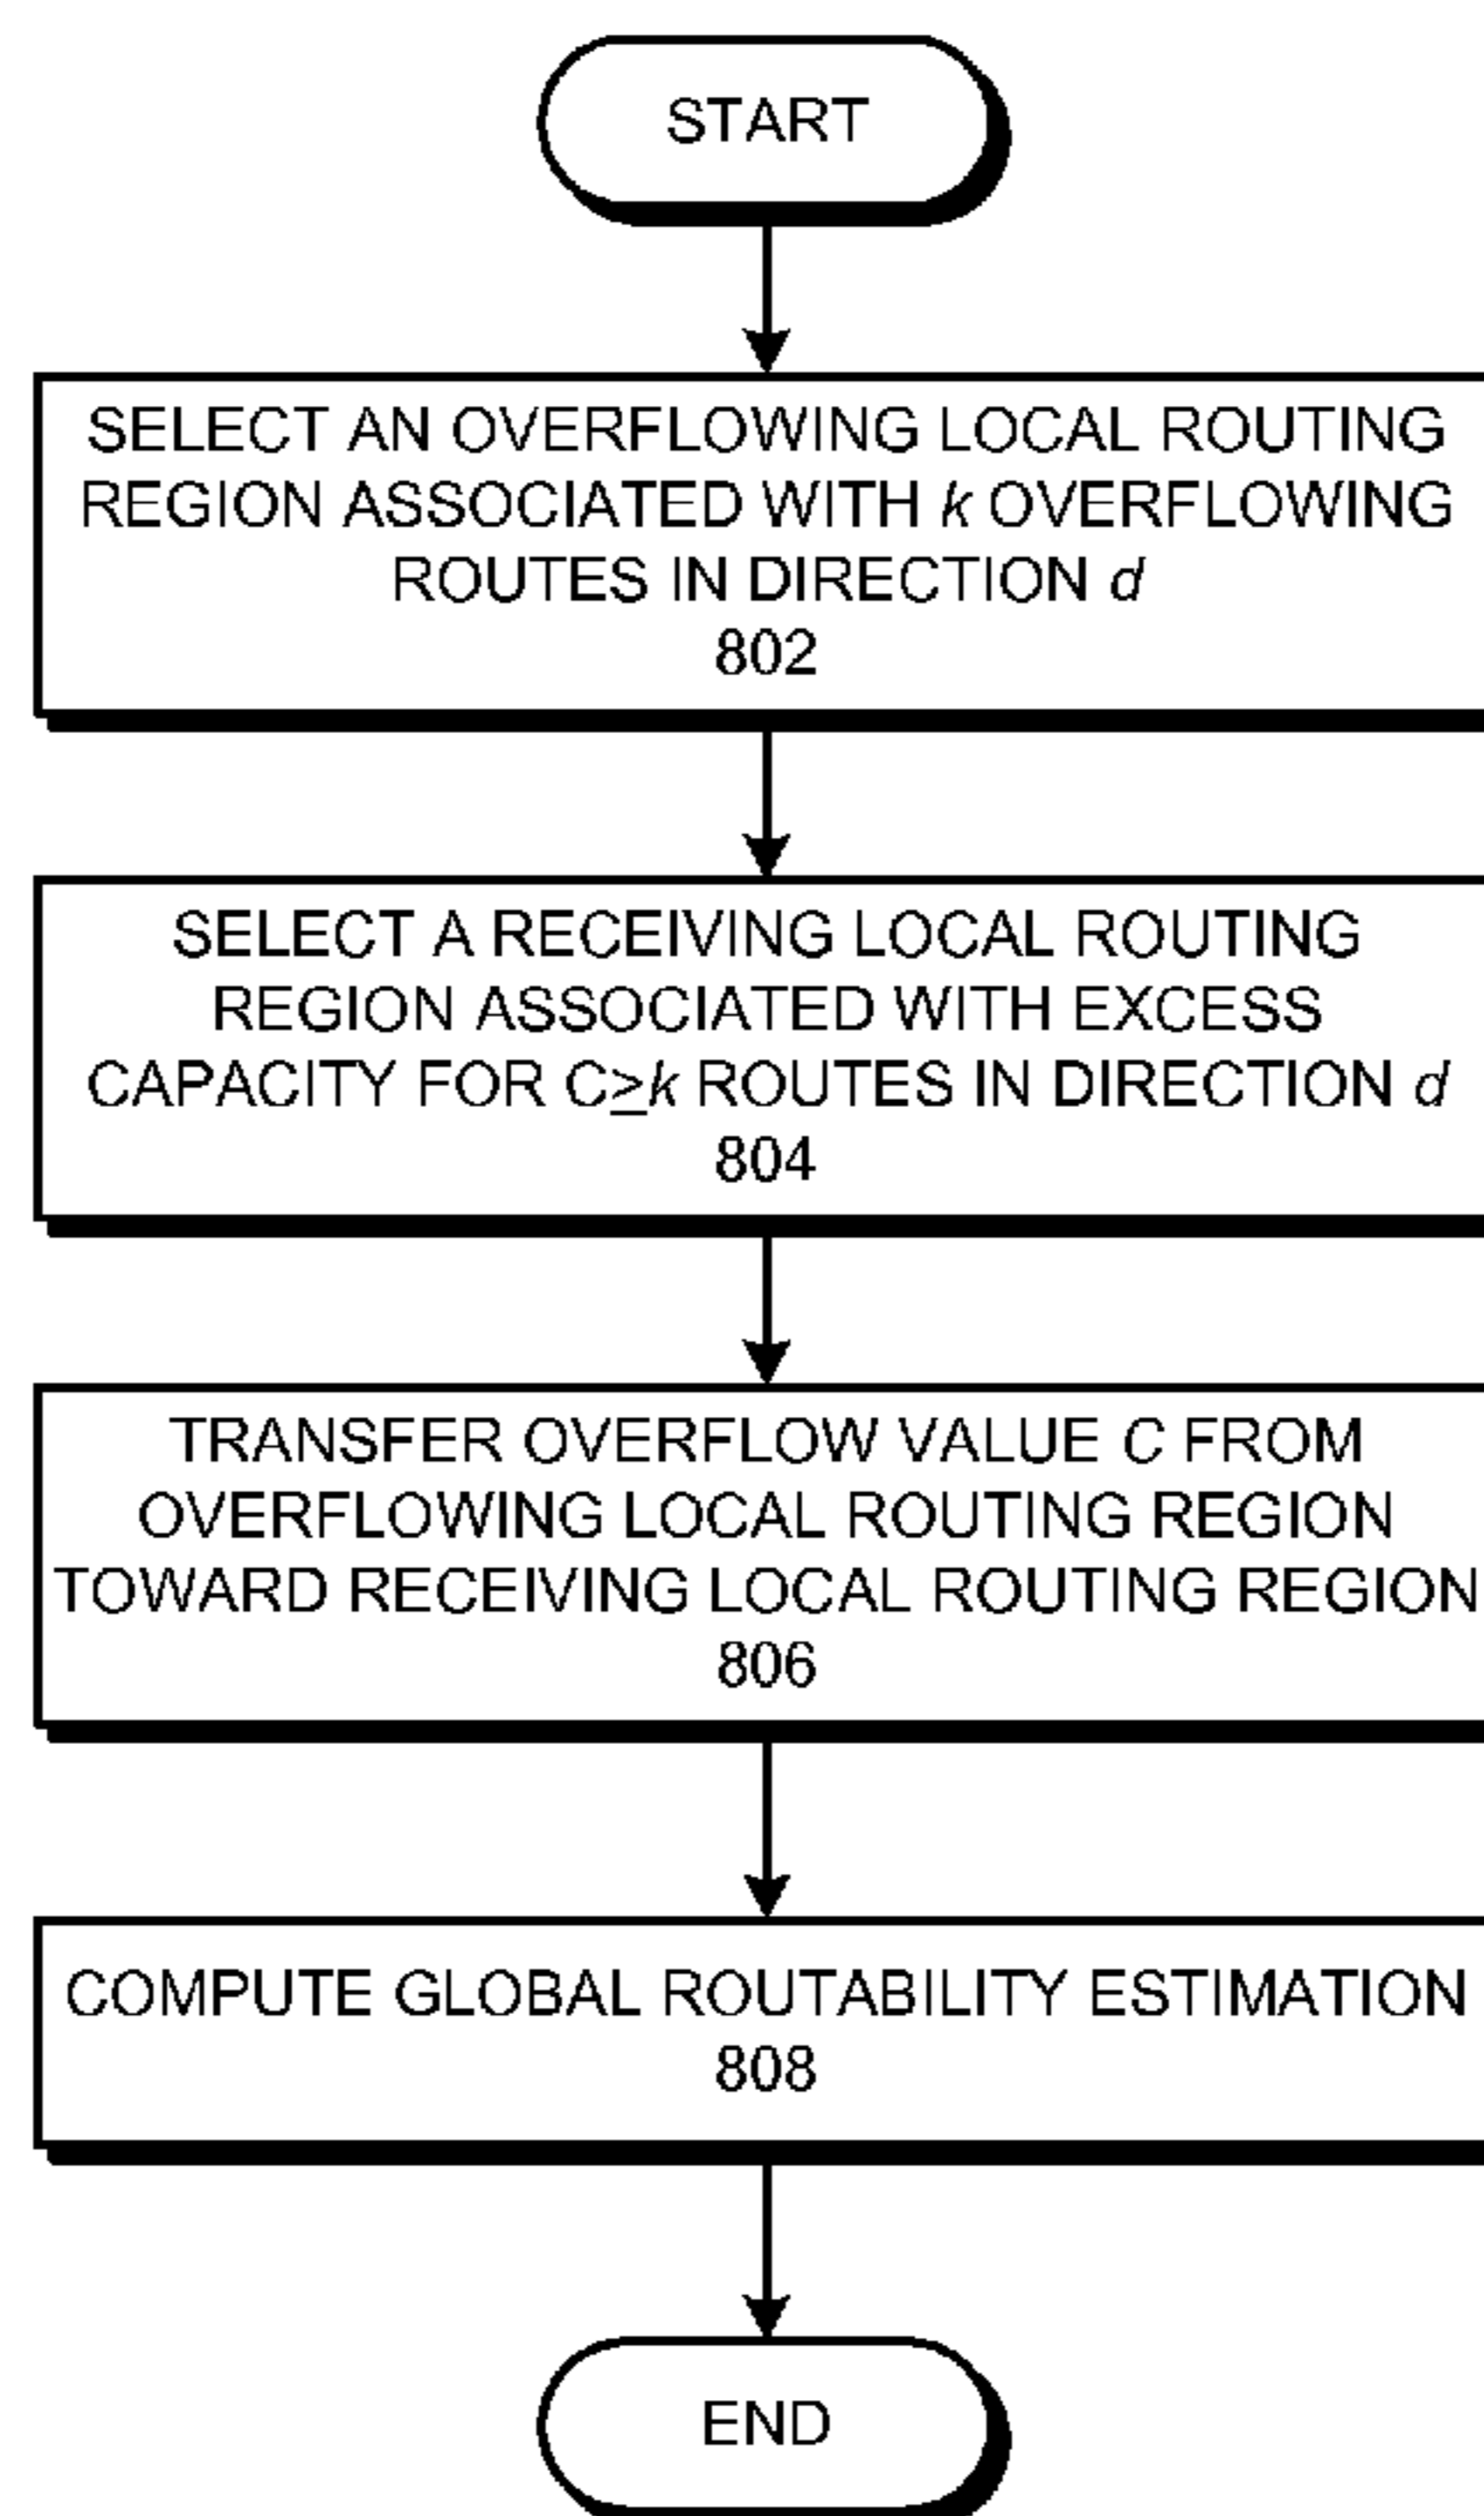 START
SELECT AN OVERFLOWING LOCAL ROUTING
REGION ASSOCIATED WITH k OVERFLOWING
ROUTES IN DIRECTION d
802
SELECT A RECEIVING LOCAL ROUTING
REGION ASSOCIATED WITH EXCESS
CAPACITY FOR C≥k ROUTES IN DIRECTION d
804
TRANSFER OVERFLOW VALUE C FROM
OVERFLOWING LOCAL ROUTING REGION
TOWARD RECEIVING LOCAL ROUTING REGION
806
COMPUTE GLOBAL ROUTABILITY ESTIMATION
808
END